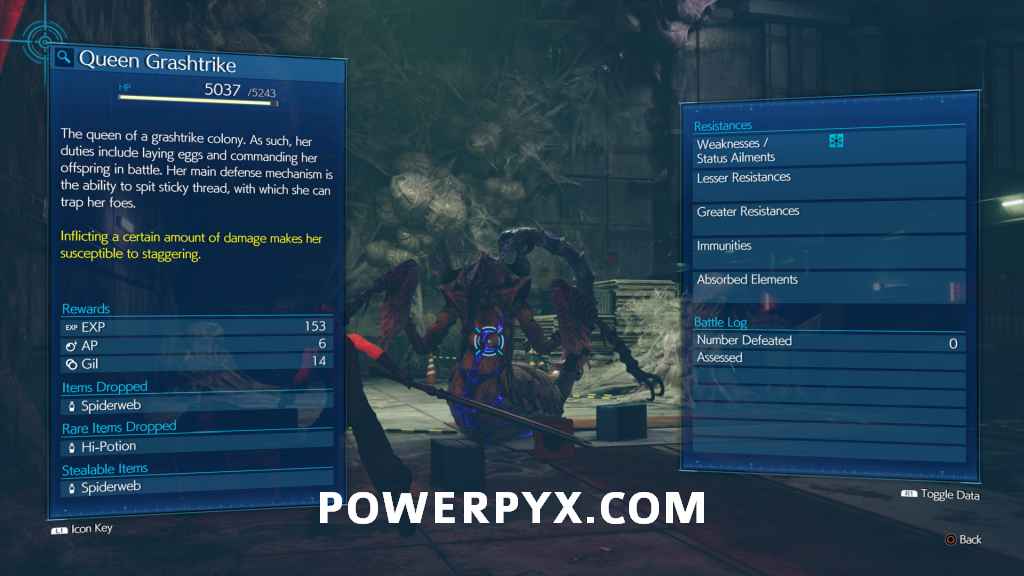 Queen Grashtrike
HP 5037 /5243
The queen of a grashtrike colony. As such, her
duties include laying eggs and commanding her
offspring in battle. Her main defense mechanism is
the ability to spit sticky thread, with which she can
trap her foes.
Inflicting a certain amount of damage makes her
susceptible to staggering.
Rewards
EXP EXP 153
AP 6
Gil 14
Items Dropped
Spiderweb
Rare Items Dropped
Hi-Potion
Stealable Items
Spiderweb
L1 Icon Key
Resistances
Weaknesses /
Status Ailments
Lesser Resistances
Greater Resistances
Immunities
Absorbed Elements
Battle Log
Number Defeated 0
Assessed
R1 Toggle Data
Back
POWERPYX.COM